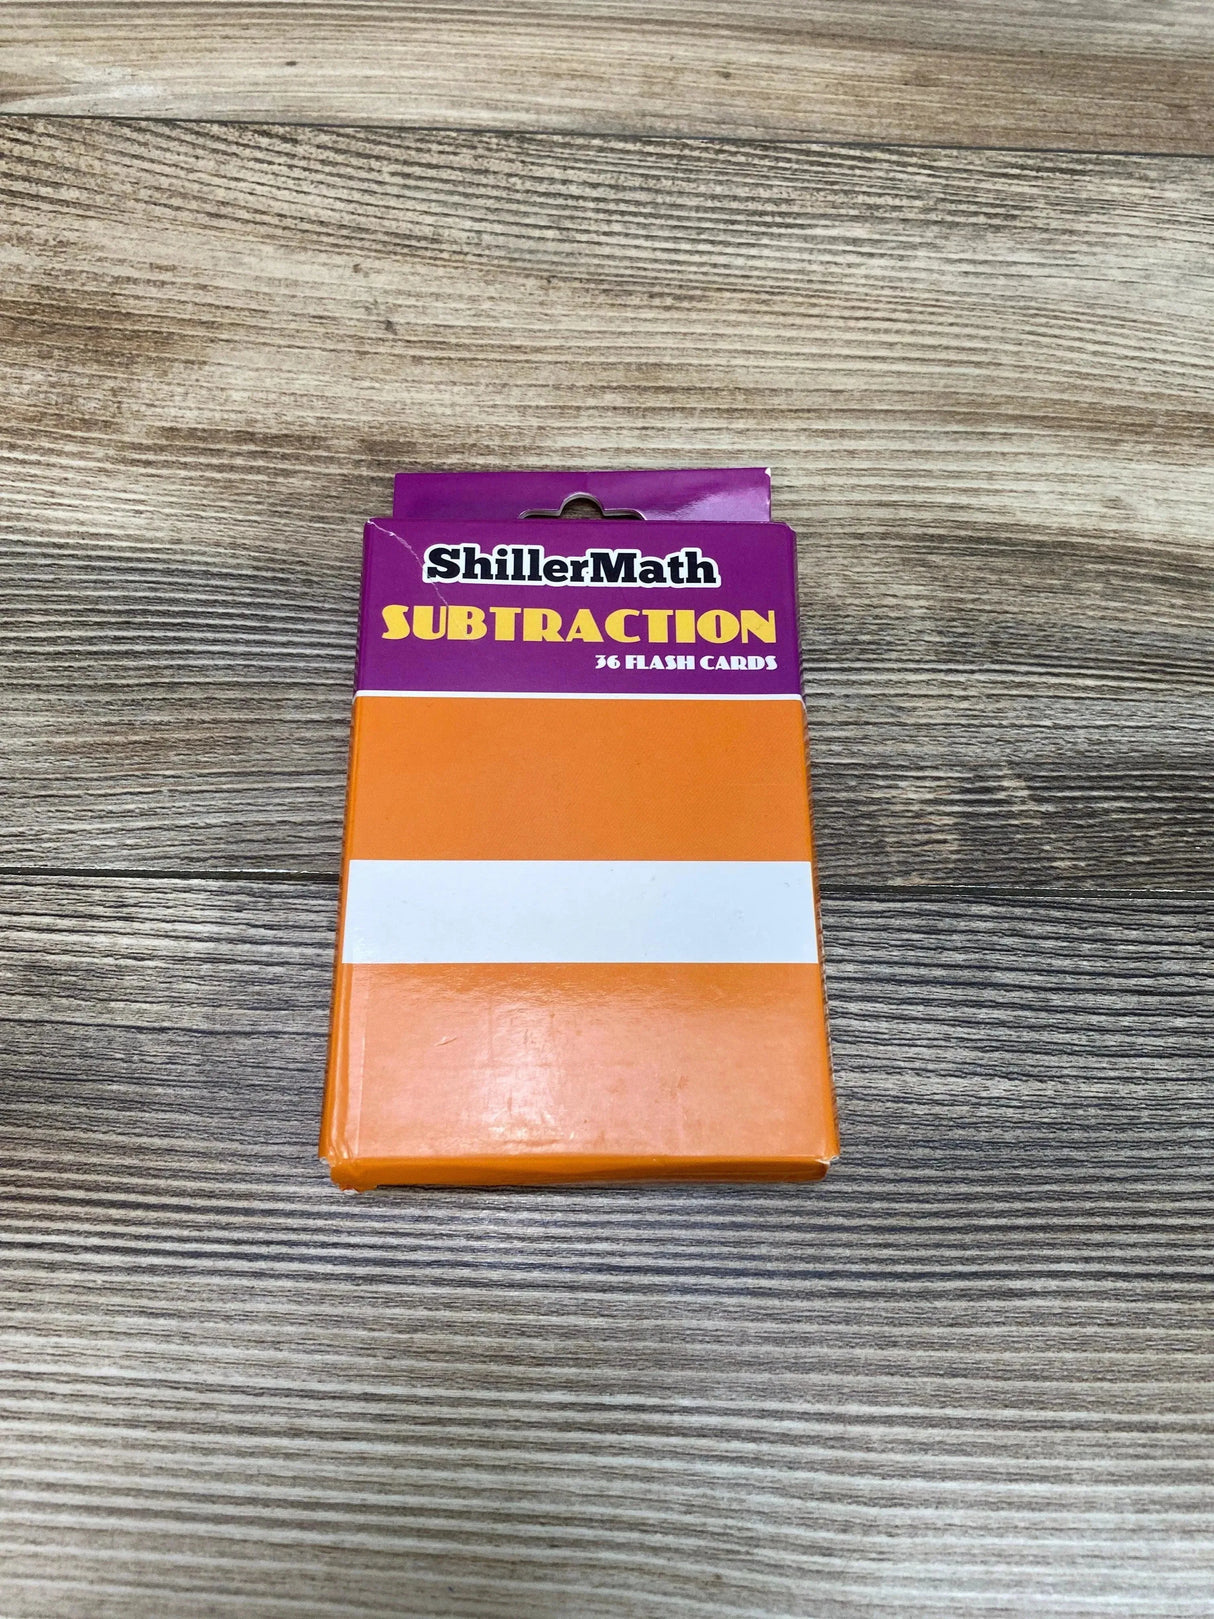 ShillerMath
SUBTRACTION
36 FLASH CARDS